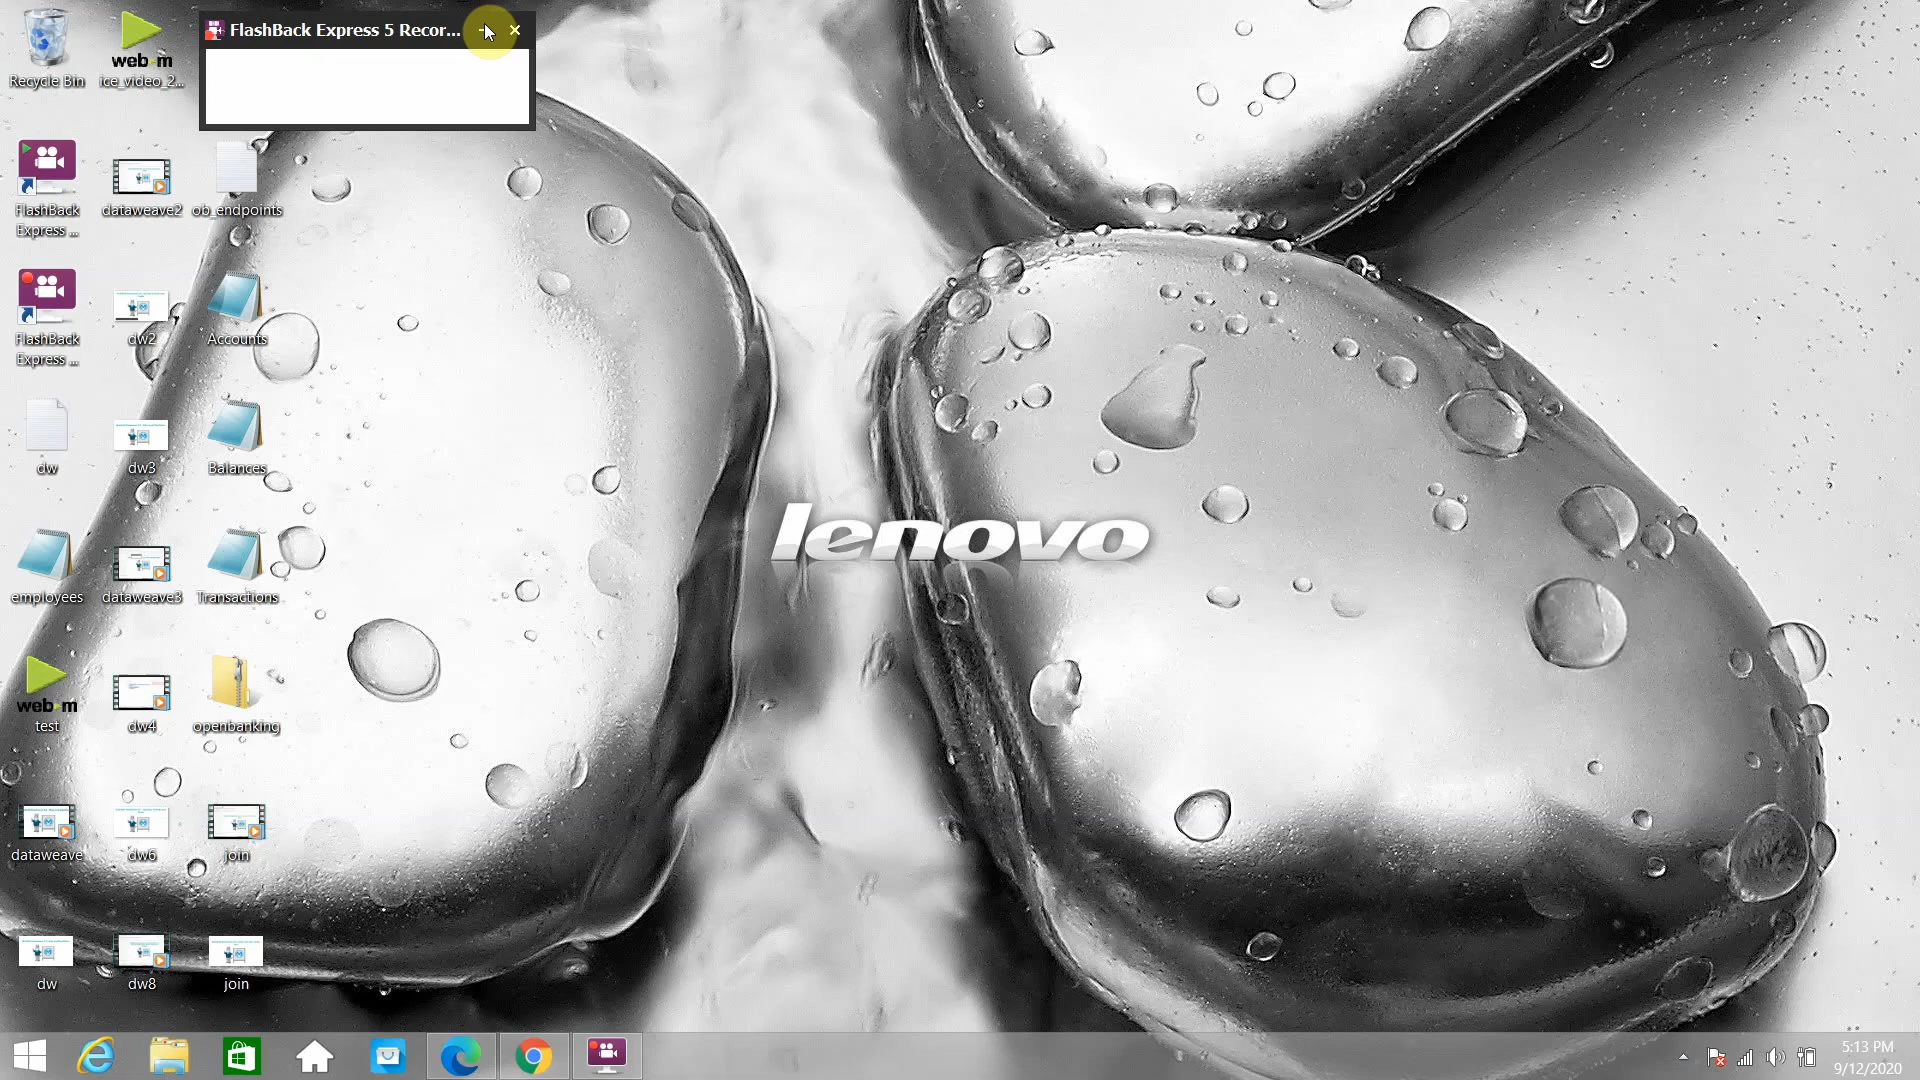 FlashBack Express 5 Recor...
Recycle Bin
web m
ice_video_2...
FlashBack
Express ...
dataweave2
ob_endpoints
FlashBack
Express ...
dw2
Accounts
dw
dw3
Balances
employees
dataweave3
Transactions
web m
test
dw4
openbanking
dataweave
dw6
join
dw
dw8
join
lenovo
5:13 PM
9/12/2020